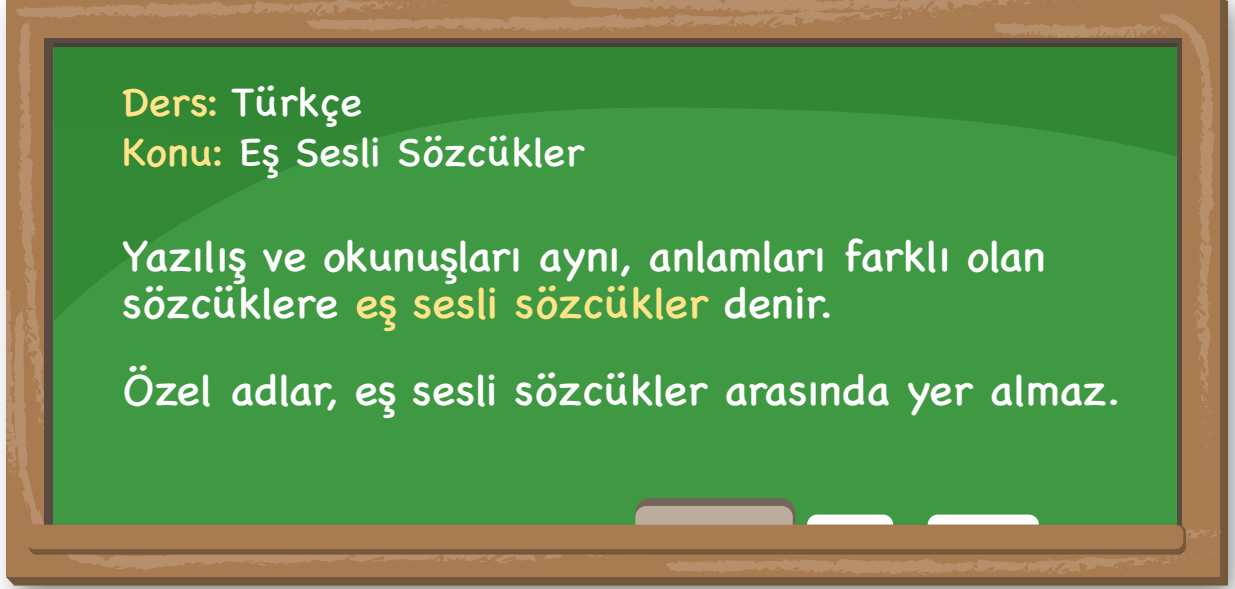 Ders: Türkçe
Konu: Eş Sesli Sözcükler
Yazılış ve okunuşları aynı, anlamları farklı olan
sözcüklere eş sesli sözcükler denir.
Özel adlar, eş sesli sözcükler arasında yer almaz.